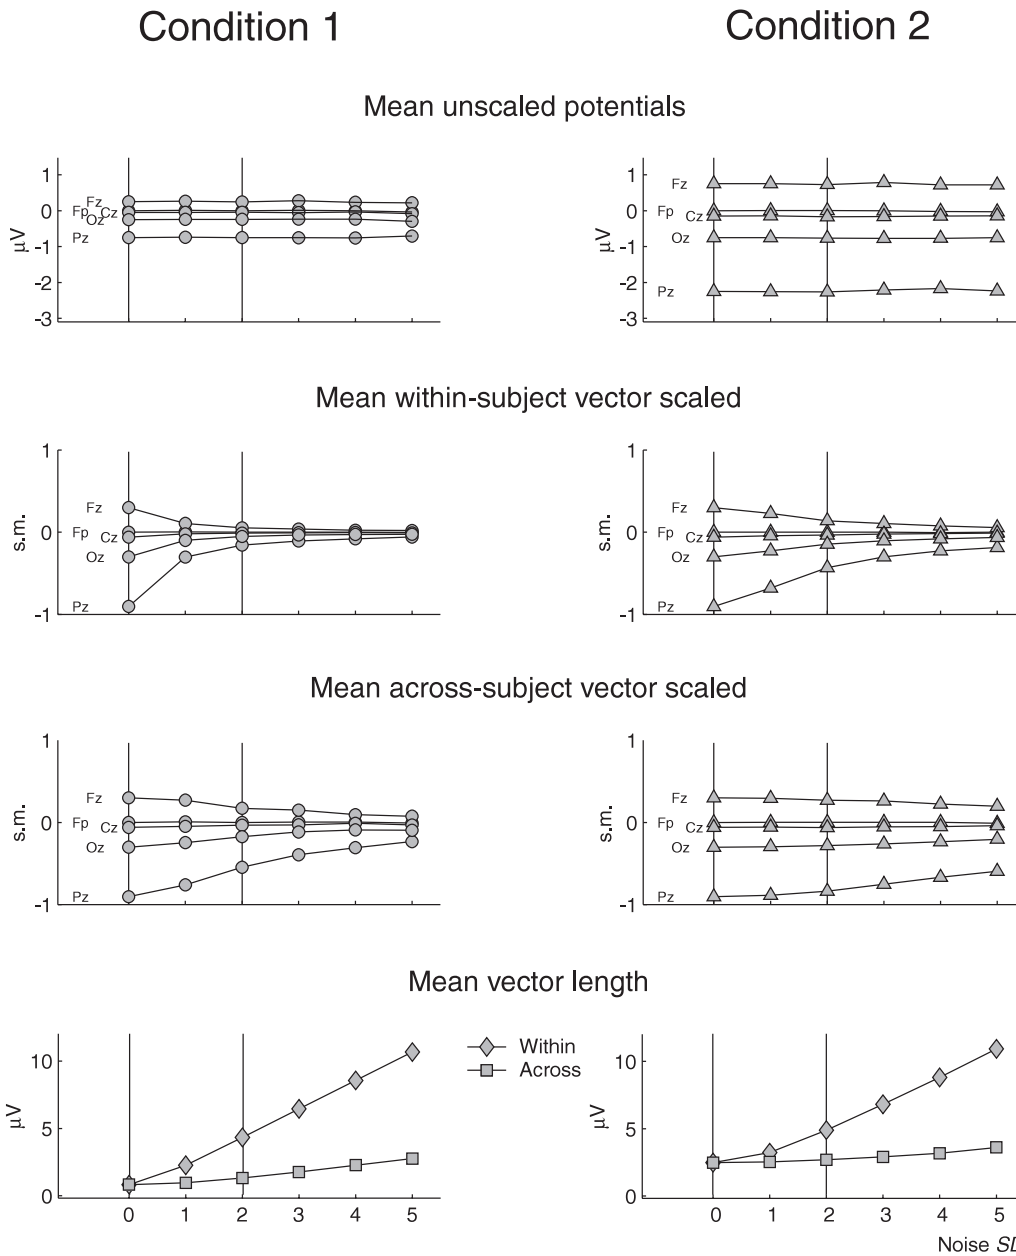 Condition 1 Condition 2
Mean unscaled potentials
1 0 -1 -2 -3 µV Fz Fp Cz Oz Pz
1 0 -1 -2 -3 µV Fz Fp Cz Oz Pz
Mean within-subject vector scaled
1 0 -1 s.m. Fz Fp Cz Oz Pz
1 0 -1 s.m. Fz Fp Cz Oz Pz
Mean across-subject vector scaled
1 0 -1 s.m. Fz Fp Cz Oz Pz
1 0 -1 s.m. Fz Fp Cz Oz Pz
Mean vector length
10 5 0 µV
Within
Across
10 5 0 µV
0 1 2 3 4 5
0 1 2 3 4 5
Noise